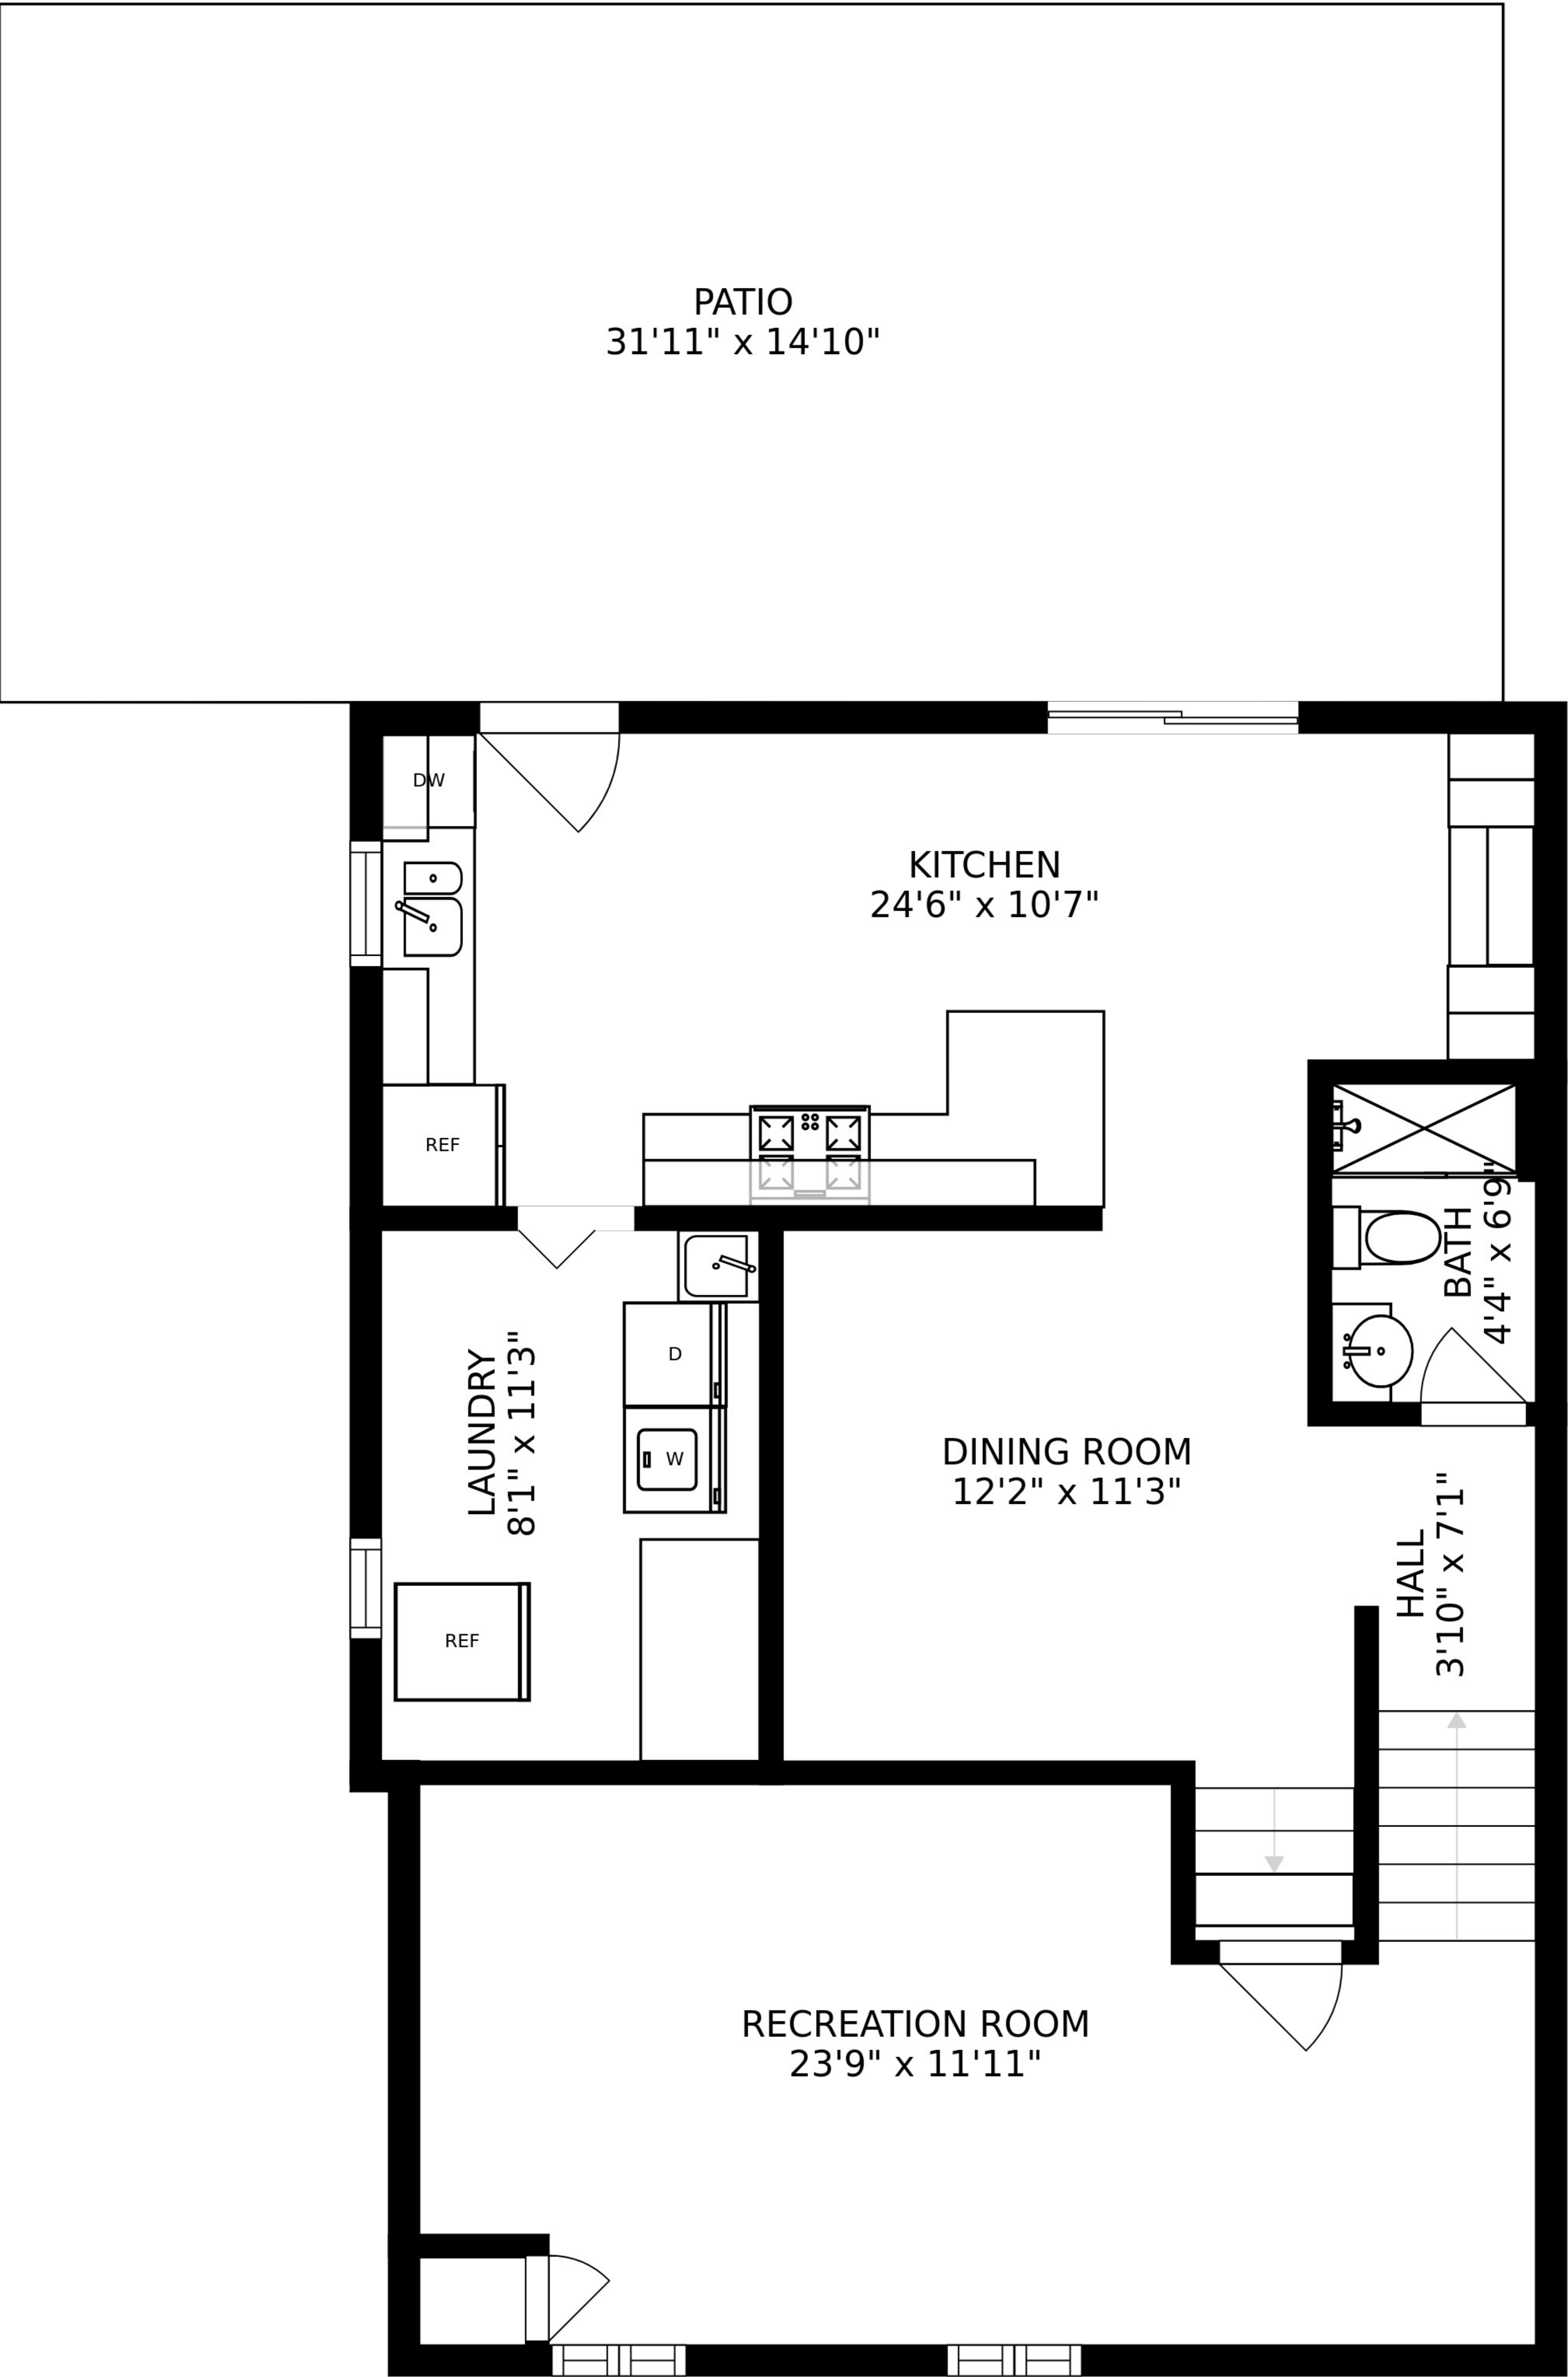 PATIO
31'11" x 14'10"
DW
KITCHEN
24'6" x 10'7"
REF
BATH
4'4" x 6'9"
D
LAUNDRY
8'1" x 11'3"
W
DINING ROOM
12'2" x 11'3"
HALL
3'10" x 7'1"
REF
RECREATION ROOM
23'9" x 11'11"